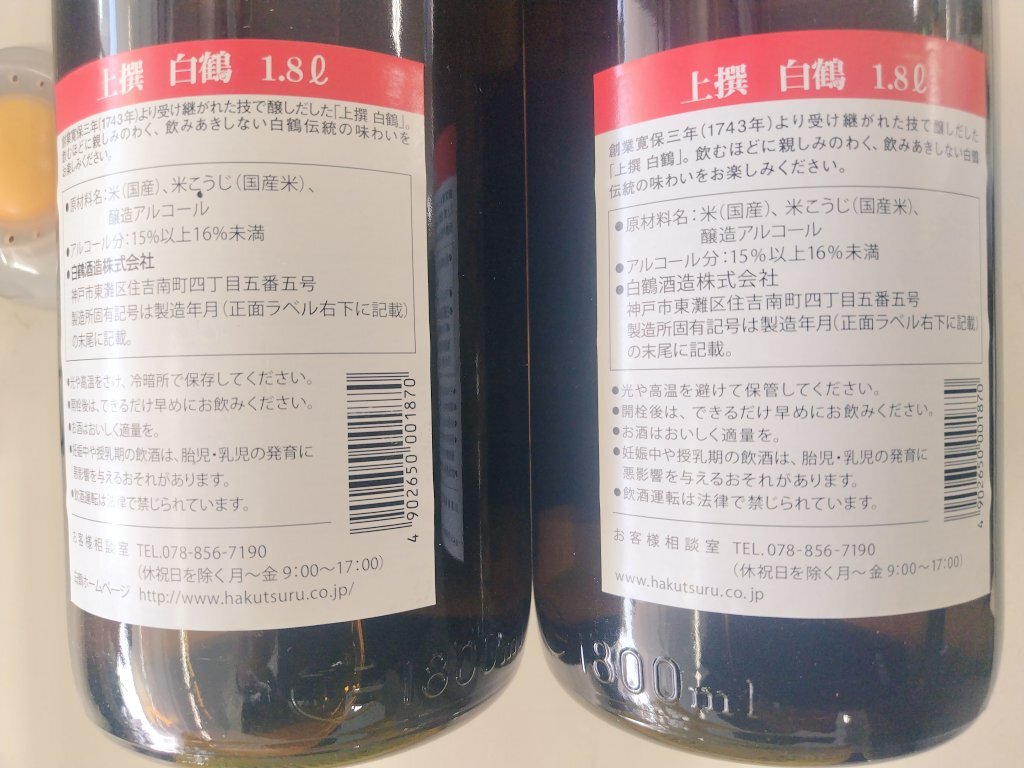 上撰 白鶴 1.8ℓ
創業寛保三年(1743年)より受け継がれた技で醸しだした「上撰 白鶴」。
飲むほどに親しみのわく、飲みあきしない白鶴伝統の味わいを
お楽しみください。
●原材料名：米（国産）、米こうじ（国産米）、
醸造アルコール
●アルコール分：15％以上16％未満
●白鶴酒造株式会社
神戸市東灘区住吉南町四丁目五番五号
製造所固有記号は製造年月（正面ラベル右下に記載）
の末尾に記載。
●光や高温をさけ、冷暗所で保存してください。
●開栓後は、できるだけ早めにお飲みください。
●お酒はおいしく適量を。
●妊娠中や授乳期の飲酒は、胎児・乳児の発育に
悪影響を与えるおそれがあります。
●飲酒運転は法律で禁じられています。
4 902650 001870
お客様相談室 TEL.078-856-7190
（休祝日を除く月〜金 9：00〜17：00）
白鶴ホームページ http://www.hakutsuru.co.jp/
1800
上撰 白鶴 1.8ℓ
創業寛保三年(1743年)より受け継がれた技で醸しだした
「上撰 白鶴」。飲むほどに親しみのわく、飲みあきしない白鶴
伝統の味わいをお楽しみください。
●原材料名：米（国産）、米こうじ（国産米）、
醸造アルコール
●アルコール分：15％以上16％未満
●白鶴酒造株式会社
神戸市東灘区住吉南町四丁目五番五号
製造所固有記号は製造年月（正面ラベル右下に記載）
の末尾に記載。
●光や高温を避けて保管してください。
●開栓後は、できるだけ早めにお飲みください。
●お酒はおいしく適量を。
●妊娠中や授乳期の飲酒は、胎児・乳児の発育に
悪影響を与えるおそれがあります。
●飲酒運転は法律で禁じられています。
4 902650 001870
お客様相談室 TEL.078-856-7190
（休祝日を除く月〜金 9：00〜17：00）
www.hakutsuru.co.jp
1800ml